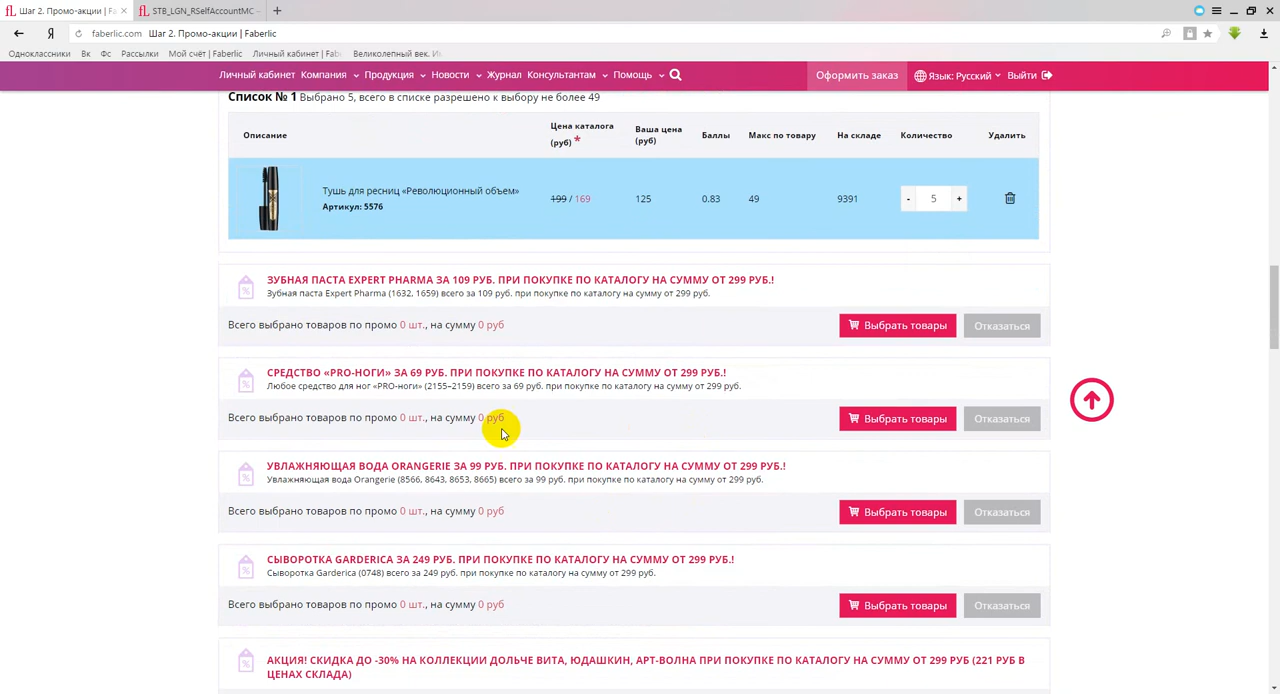 Шаг 2. Промо-акции | Fa
STB_LGN_RSelfAccountMC
faberlic.com Шаг 2. Промо-акции | Faberlic
Одноклассники Вк Фс Рассылки Мой счёт | Faberlic Личный кабинет | Fab Великолепный век.
Личный кабинет Компания Продукция Новости Журнал Консультантам Помощь Оформить заказ Язык: Русский Выйти
Список № 1 Выбрано 5, всего в списке разрешено к выбору не более 49
Описание Цена каталога (руб) * Ваша цена (руб) Баллы Макс по товару На складе Количество Удалить
Тушь для ресниц «Революционный объем» 199 / 169 125 0.83 49 9391 - 5 +
Артикул: 5576
ЗУБНАЯ ПАСТА EXPERT PHARMA ЗА 109 РУБ. ПРИ ПОКУПКЕ ПО КАТАЛОГУ НА СУММУ ОТ 299 РУБ.!
Зубная паста Expert Pharma (1632, 1659) всего за 109 руб. при покупке по каталогу на сумму от 299 руб.
Всего выбрано товаров по промо 0 шт., на сумму 0 руб Выбрать товары Отказаться
СРЕДСТВО «PRO-НОГИ» ЗА 69 РУБ. ПРИ ПОКУПКЕ ПО КАТАЛОГУ НА СУММУ ОТ 299 РУБ.!
Любое средство для ног «PRO-ноги» (2155–2159) всего за 69 руб. при покупке по каталогу на сумму от 299 руб.
Всего выбрано товаров по промо 0 шт., на сумму 0 руб Выбрать товары Отказаться
УВЛАЖНЯЮЩАЯ ВОДА ORANGERIE ЗА 99 РУБ. ПРИ ПОКУПКЕ ПО КАТАЛОГУ НА СУММУ ОТ 299 РУБ.!
Увлажняющая вода Orangerie (8566, 8643, 8653, 8665) всего за 99 руб. при покупке по каталогу на сумму от 299 руб.
Всего выбрано товаров по промо 0 шт., на сумму 0 руб Выбрать товары Отказаться
СЫВОРОТКА GARDERICA ЗА 249 РУБ. ПРИ ПОКУПКЕ ПО КАТАЛОГУ НА СУММУ ОТ 299 РУБ.!
Сыворотка Garderica (0748) всего за 249 руб. при покупке по каталогу на сумму от 299 руб.
Всего выбрано товаров по промо 0 шт., на сумму 0 руб Выбрать товары Отказаться
АКЦИЯ! СКИДКА ДО -30% НА КОЛЛЕКЦИИ ДОЛЬЧЕ ВИТА, ЮДАШКИН, АРТ-ВОЛНА ПРИ ПОКУПКЕ ПО КАТАЛОГУ НА СУММУ ОТ 299 РУБ (221 РУБ В
ЦЕНАХ СКЛАДА)